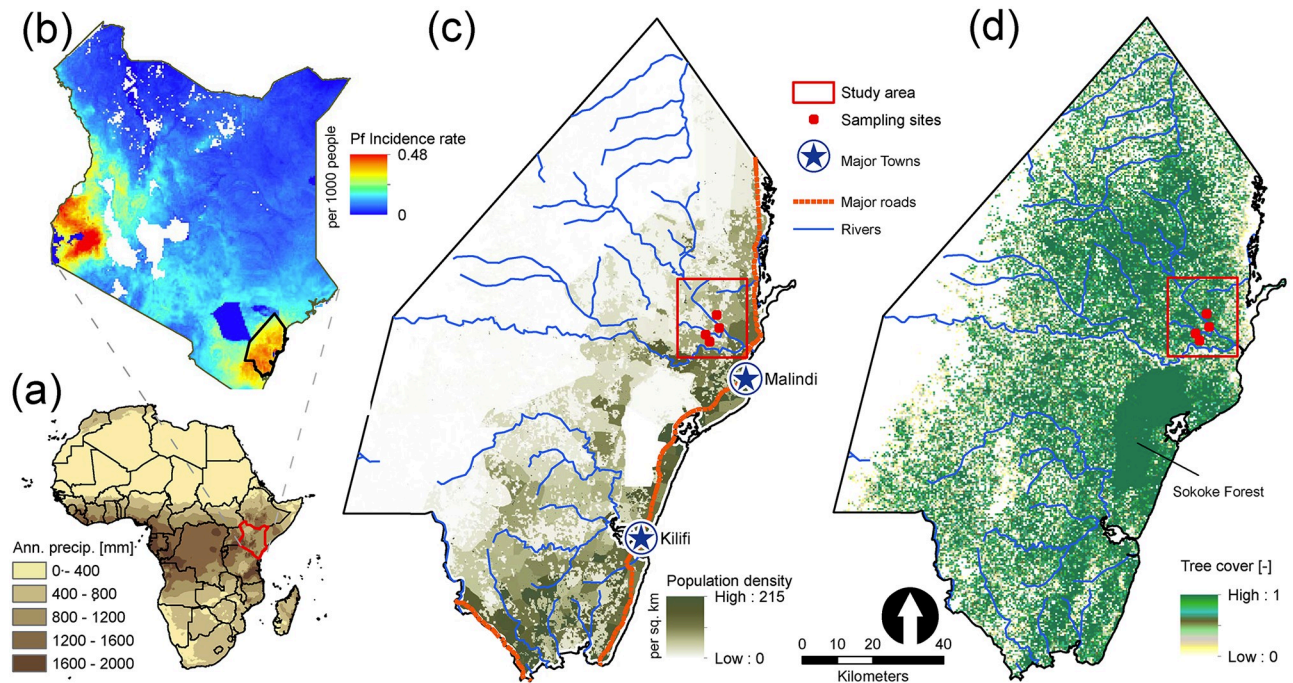 (b)
Pf Incidence rate
per 1000 people
0.48
0
(a)
Ann. precip. [mm]
0 - 400
400 - 800
800 - 1200
1200 - 1600
1600 - 2000
(c)
Malindi
Kilifi
Population density
per sq. km
High : 215
Low : 0
Study area
Sampling sites
Major Towns
Major roads
Rivers
0 10 20 40
Kilometers
(d)
Sokoke Forest
Tree cover [-]
High : 1
Low : 0